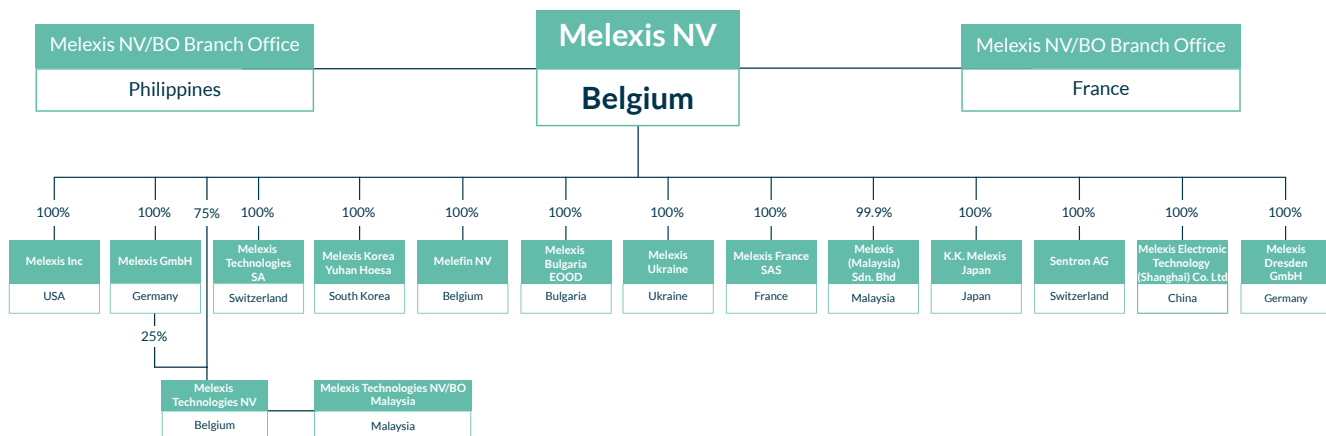 Melexis NV/BO Branch Office
Philippines
Melexis NV
Belgium
Melexis NV/BO Branch Office
France
100%
100%
75%
100%
100%
100%
100%
100%
100%
99.9%
100%
100%
100%
100%
Melexis Inc
USA
Melexis GmbH
Germany
Melexis
Technologies
SA
Switzerland
Melexis Korea
Yuhan Hoesa
South Korea
Melefin NV
Belgium
Melexis
Bulgaria
EOOD
Bulgaria
Melexis
Ukraine
Ukraine
Melexis France
SAS
France
Melexis
(Malaysia)
Sdn. Bhd
Malaysia
K.K. Melexis
Japan
Japan
Sentron AG
Switzerland
Melexis Electronic
Technology
(Shanghai) Co. Ltd
China
Melexis
Dresden
GmbH
Germany
25%
Melexis
Technologies NV
Belgium
Melexis Technologies NV/BO
Malaysia
Malaysia